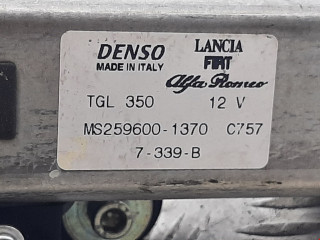 DENSO LANCIA
MADE IN ITALY FIAT
Alfa Romeo
TGL 350 12 V
MS259600-1370 C757
7-339-B